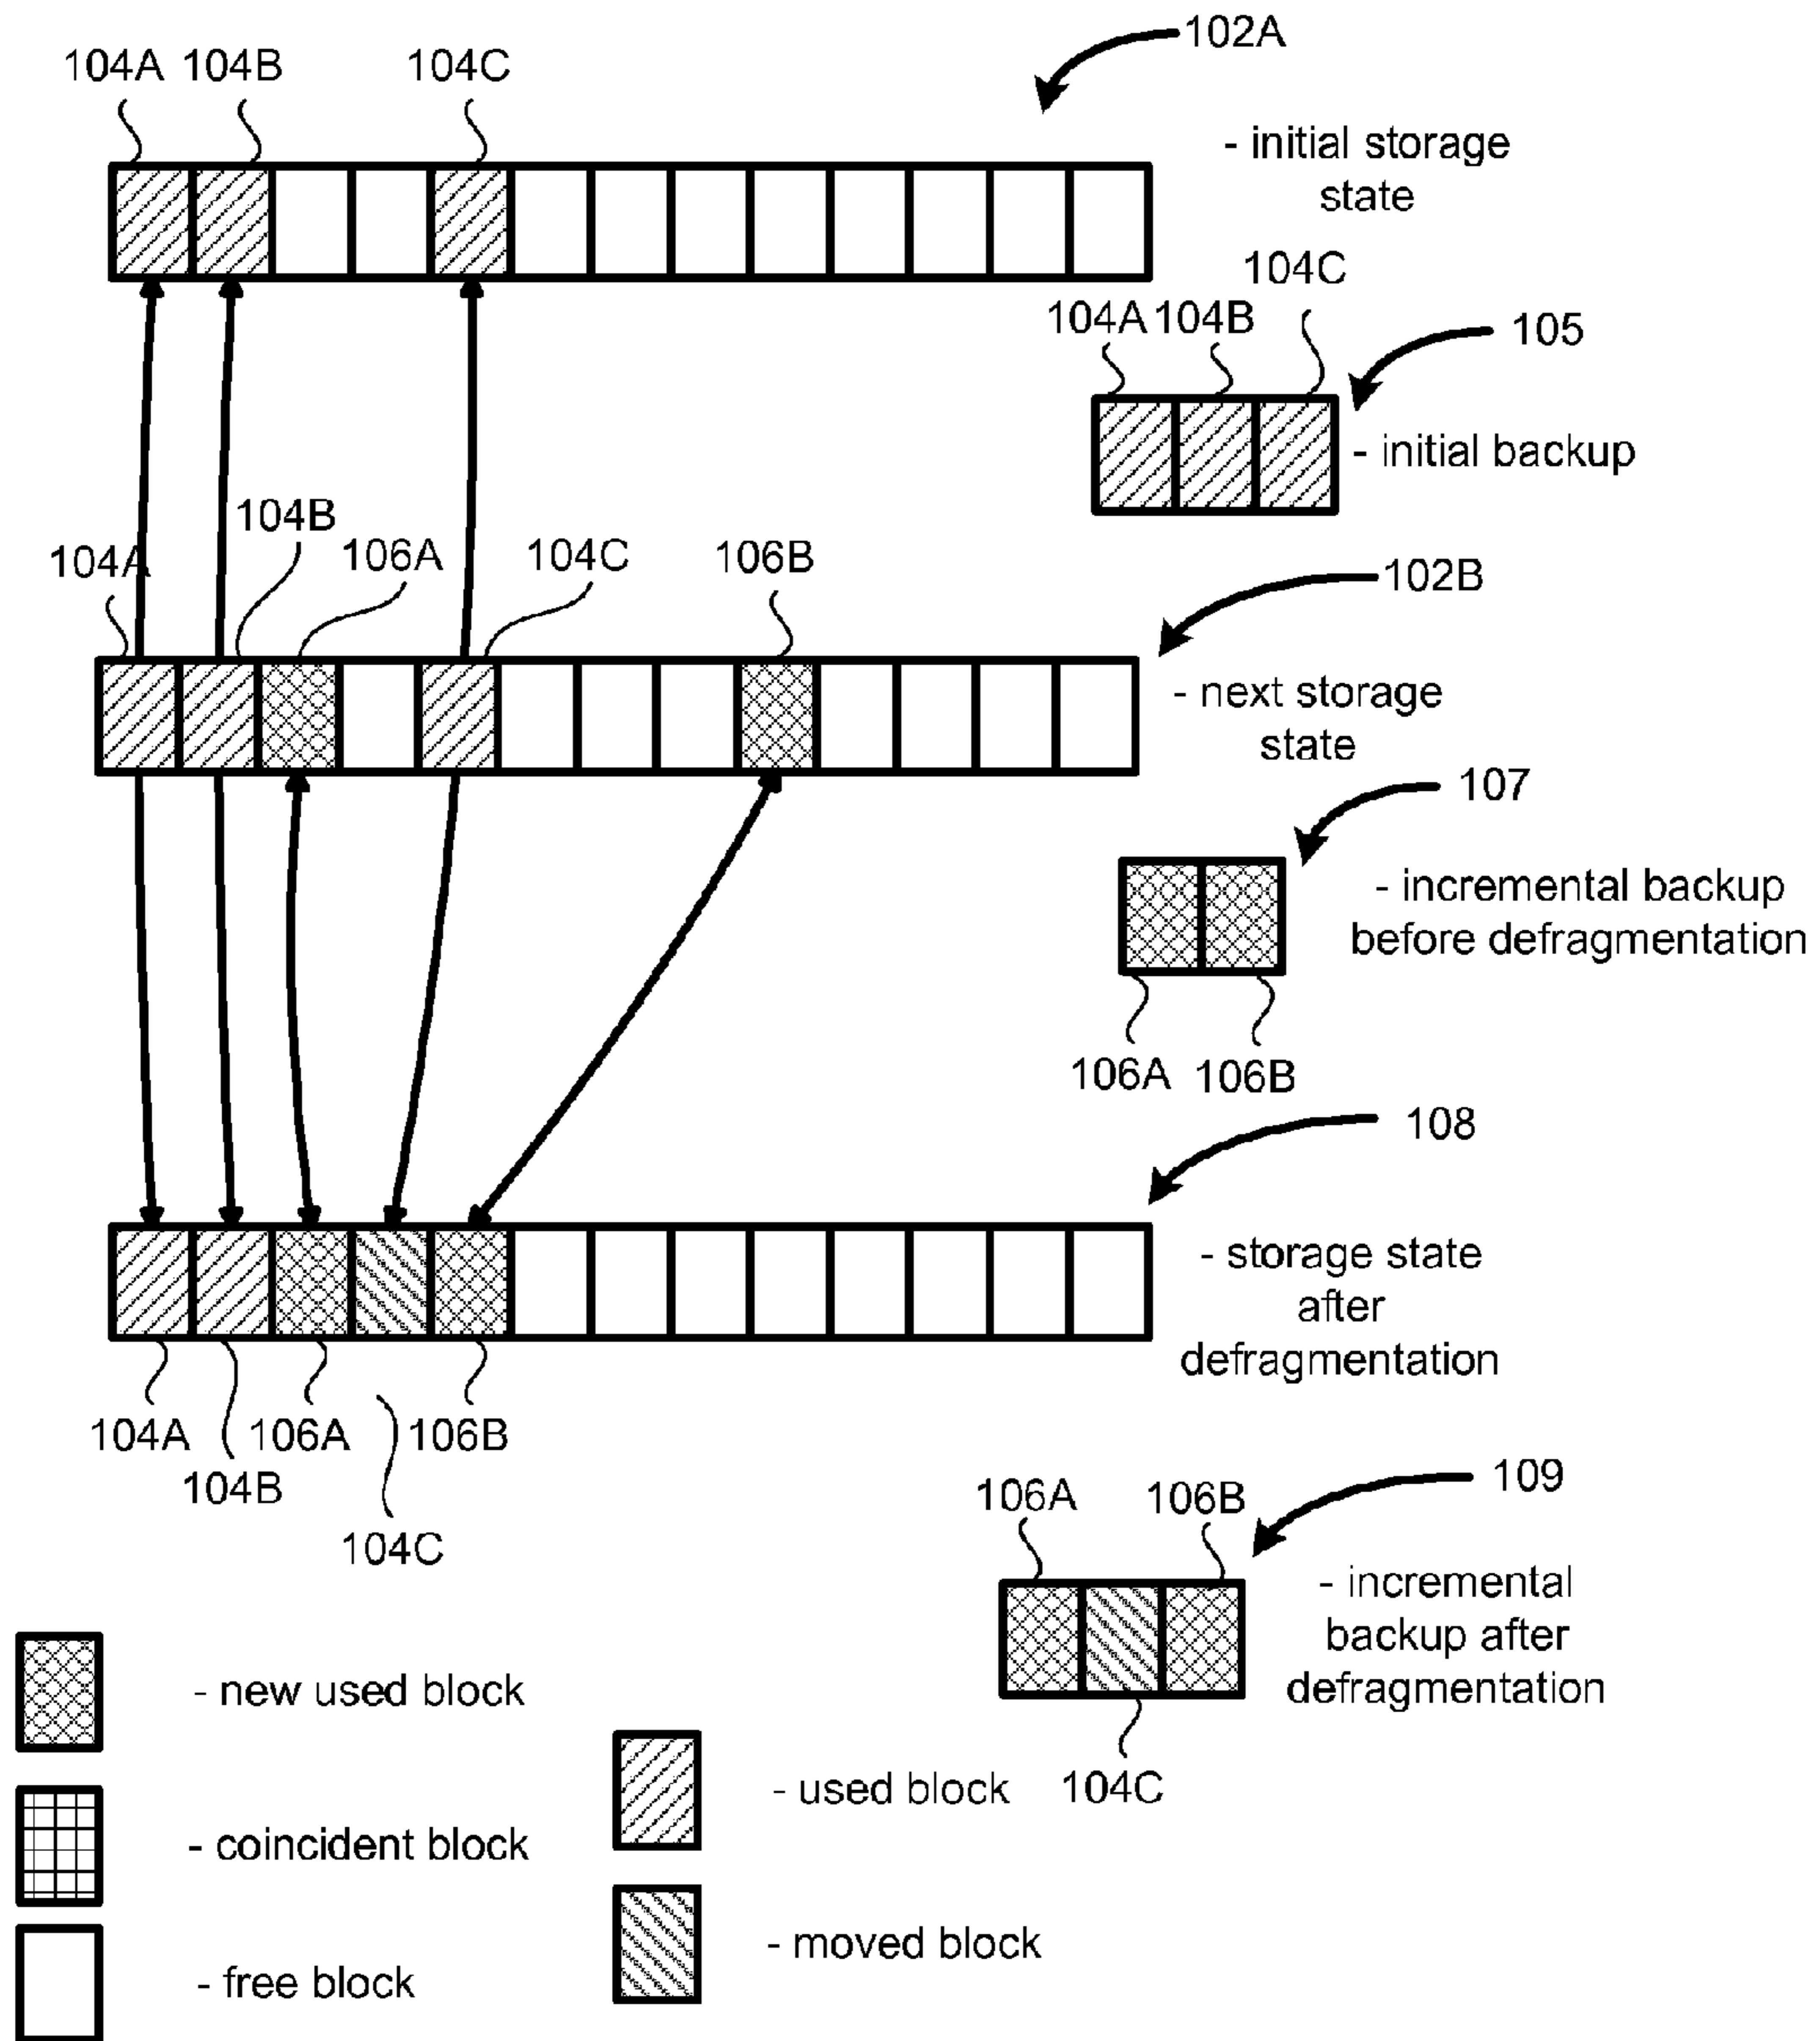 102A
104A 104B 104C
- initial storage
state
104C
104A 104B
105
- initial backup
104B
104A 106A 104C 106B
102B
- next storage
state
107
- incremental backup
before defragmentation
106A 106B
108
- storage state
after
defragmentation
104A 106A 106B
104B
104C
109
106A 106B
- incremental
backup after
defragmentation
104C
- new used block
- used block
- coincident block
- moved block
- free block